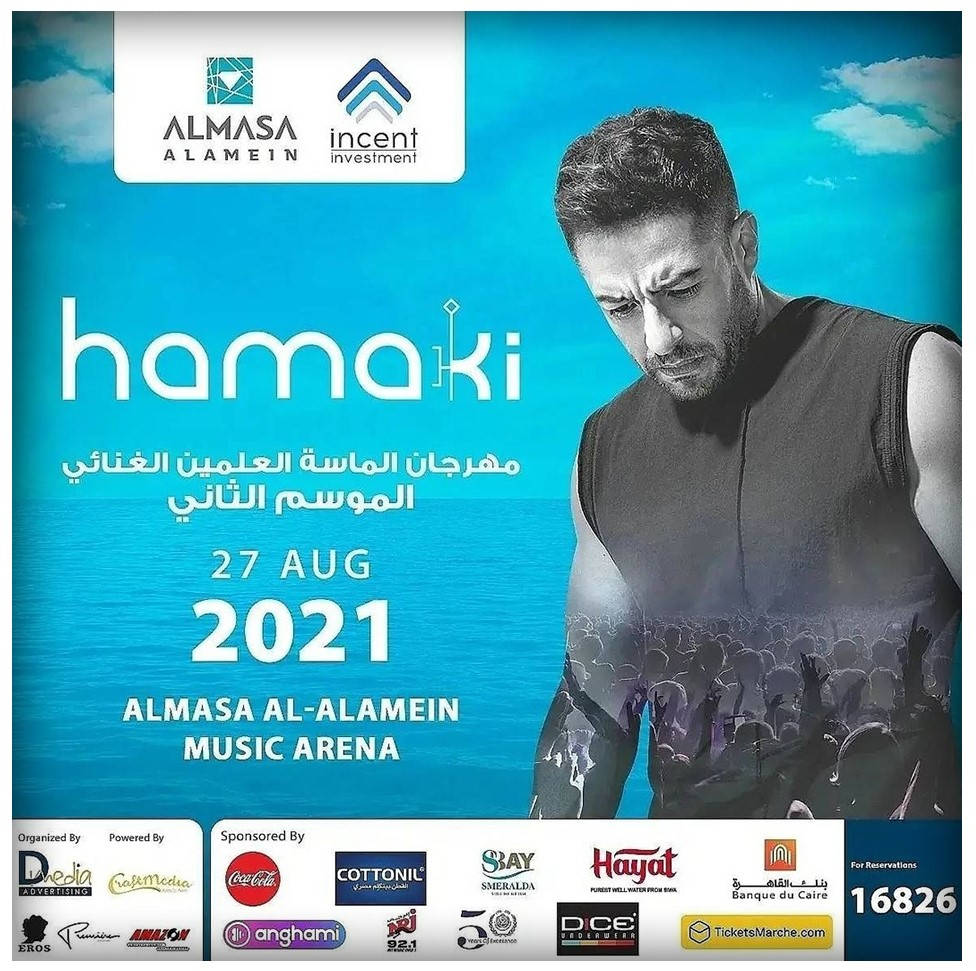 ALMASA
ALAMEIN
incent
investment
hamaki
مهرجان الماسة العلمين الغنائي
الموسم الثاني
27 AUG
2021
ALMASA AL-ALAMEIN
MUSIC ARENA
Organized By
Powered By
Sponsored By
D media
ADVERTISING
CraftMedia
Coca-Cola
COTTONIL
القطن بيتكلم مصري
SBAY
SMERALDA
Hayat
PUREST WELL WATER FROM SIWA
بنك القاهرة
Banque du Caire
For Reservations
16826
EROS
Première
AMAZON
anghami
NRJ
92.1
5
Years Of Excellence
DICE
UNDERWEAR
TicketsMarche.com